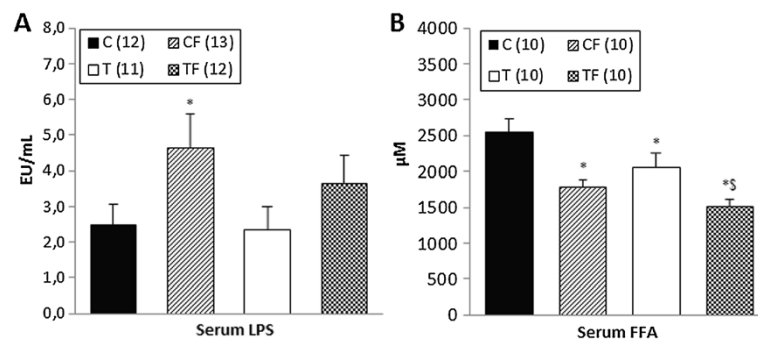 A
8,0
7,0
6,0
5,0
4,0
3,0
2,0
1,0
0,0
EU/mL
C (12) CF (13)
T (11) TF (12)
*
Serum LPS
B
4000
3500
3000
2500
2000
1500
1000
500
0
µM
C (10) CF (10)
T (10) TF (10)
*
*
*$
Serum FFA